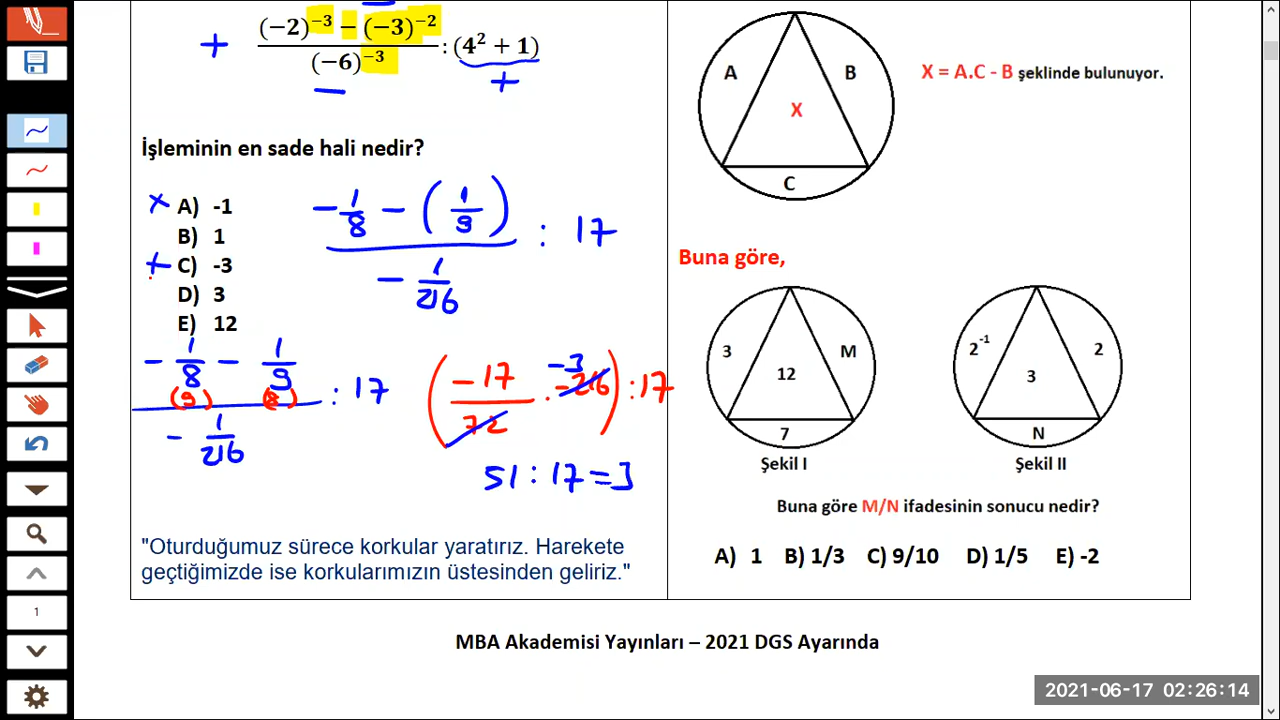 (−2)⁻³ − (−3)⁻²
+
: (4² + 1)
(−6)⁻³
−
+
İşleminin en sade hali nedir?
x A) -1
B) 1
+ C) -3
D) 3
E) 12
- 1/8 - (1/9)
: 17
- 1/216
- 1/8 - 1/9
(9) (8)
: 17
- 1/216
( -17/72 . -216 ) : 17
-3
51 : 17 = 3
"Oturduğumuz sürece korkular yaratırız. Harekete
geçtiğimizde ise korkularımızın üstesinden geliriz."
A
B
X
C
X = A.C - B şeklinde bulunuyor.
Buna göre,
3
M
12
7
Şekil I
2⁻¹
2
3
N
Şekil II
Buna göre M/N ifadesinin sonucu nedir?
A) 1 B) 1/3 C) 9/10 D) 1/5 E) -2
MBA Akademisi Yayınları – 2021 DGS Ayarında
1
2021-06-17 02:26:14